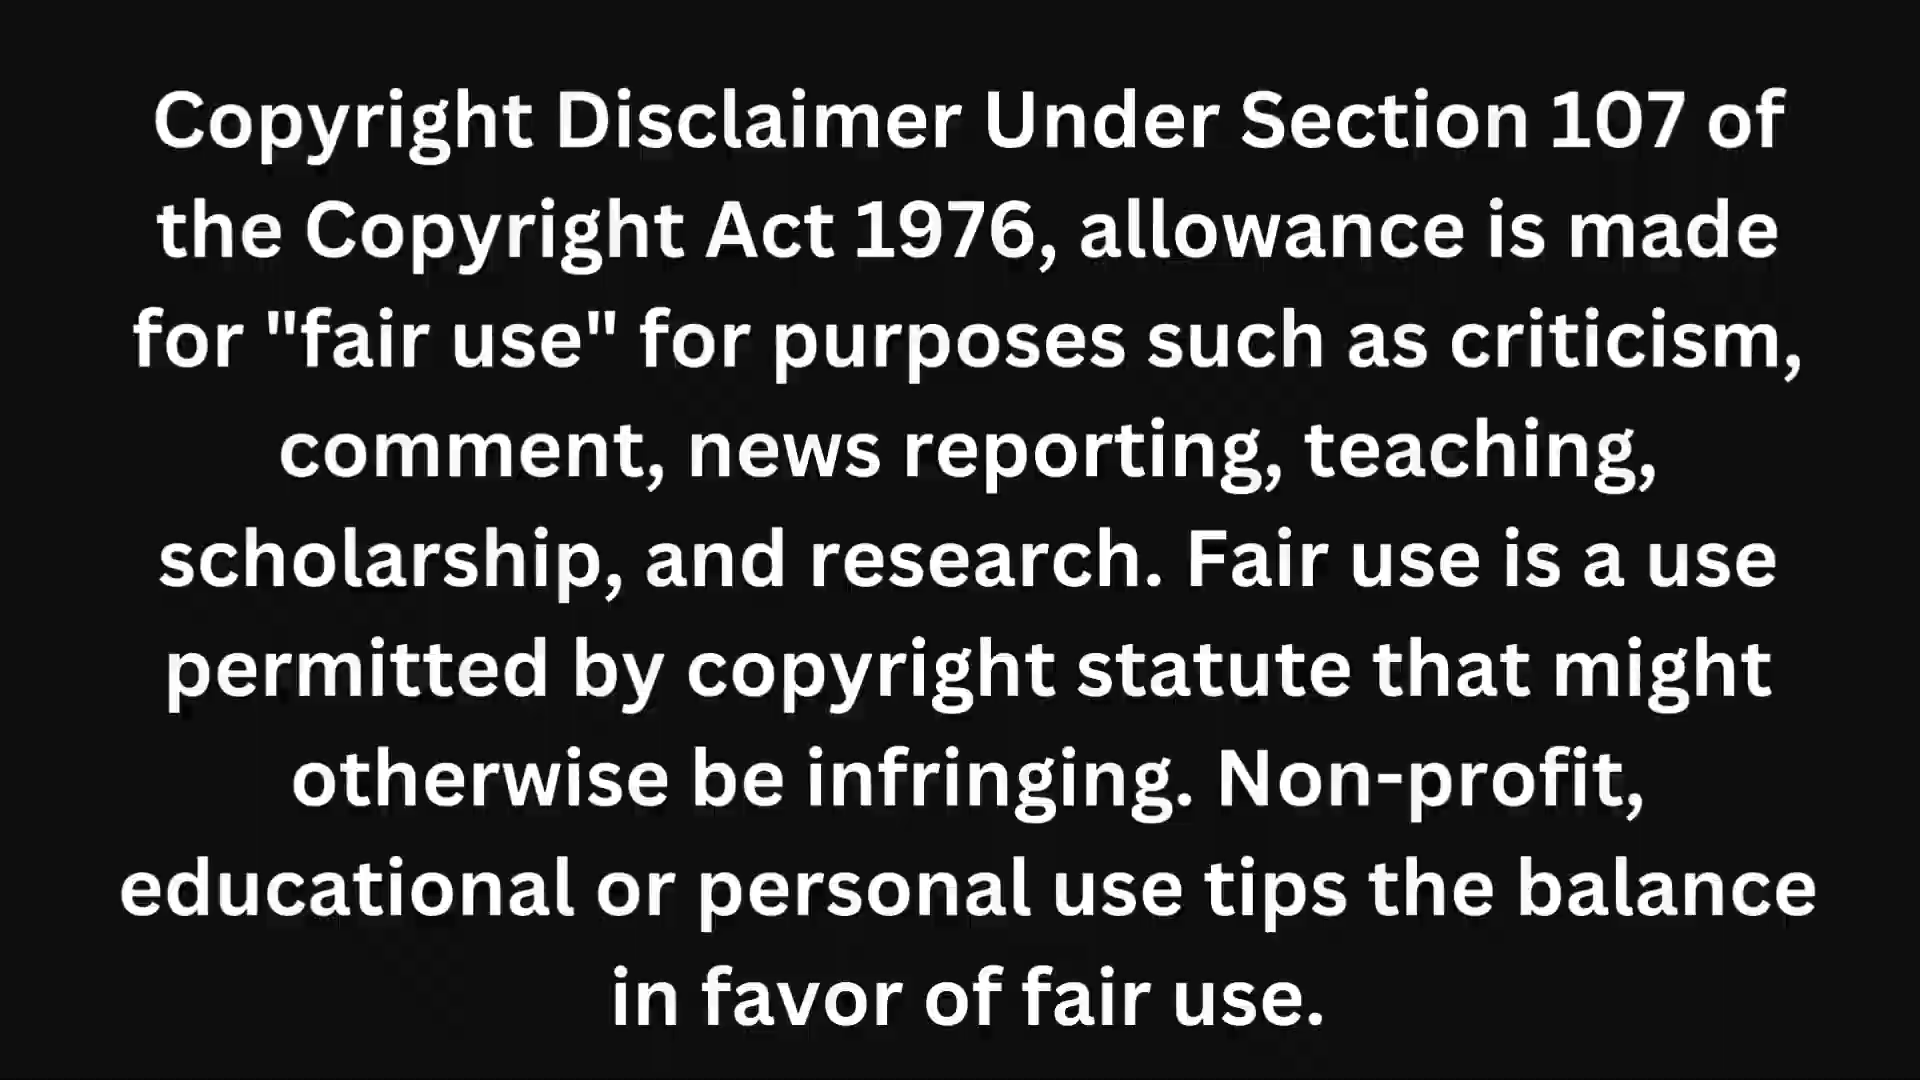 Copyright Disclaimer Under Section 107 of
the Copyright Act 1976, allowance is made
for "fair use" for purposes such as criticism,
comment, news reporting, teaching,
scholarship, and research. Fair use is a use
permitted by copyright statute that might
otherwise be infringing. Non-profit,
educational or personal use tips the balance
in favor of fair use.